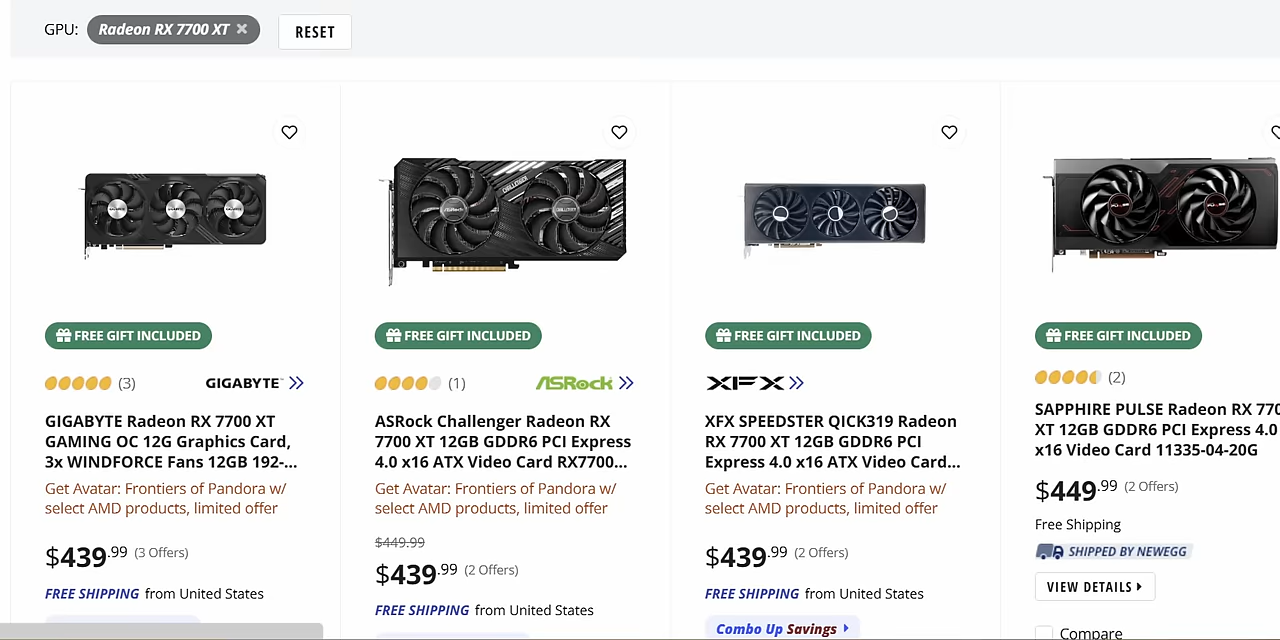 GPU: Radeon RX 7700 XT RESET
FREE GIFT INCLUDED
(3) GIGABYTE
GIGABYTE Radeon RX 7700 XT
GAMING OC 12G Graphics Card,
3x WINDFORCE Fans 12GB 192-...
Get Avatar: Frontiers of Pandora w/
select AMD products, limited offer
$439.99 (3 Offers)
FREE SHIPPING from United States
ASRock CHALLENGER
CHALLENGER
FREE GIFT INCLUDED
(1) ASRock
ASRock Challenger Radeon RX
7700 XT 12GB GDDR6 PCI Express
4.0 x16 ATX Video Card RX7700...
Get Avatar: Frontiers of Pandora w/
select AMD products, limited offer
$449.99
$439.99 (2 Offers)
FREE SHIPPING from United States
FREE GIFT INCLUDED
XFX
XFX SPEEDSTER QICK319 Radeon
RX 7700 XT 12GB GDDR6 PCI
Express 4.0 x16 ATX Video Card...
Get Avatar: Frontiers of Pandora w/
select AMD products, limited offer
$439.99 (2 Offers)
FREE SHIPPING from United States
Combo Up Savings
FREE GIFT INCLUDED
(2)
SAPPHIRE PULSE Radeon RX 770
XT 12GB GDDR6 PCI Express 4.0
x16 Video Card 11335-04-20G
$449.99 (2 Offers)
Free Shipping
SHIPPED BY NEWEGG
VIEW DETAILS
Compare